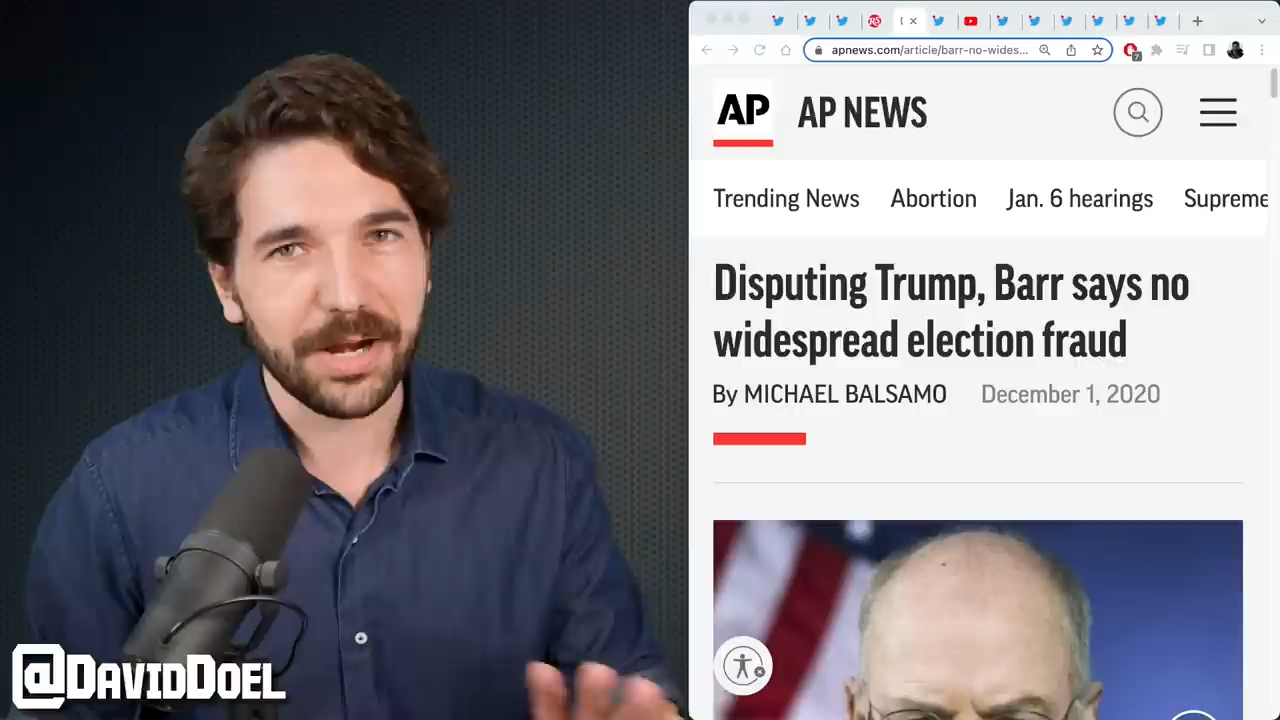 apnews.com/article/barr-no-wides...
7
AP
AP NEWS
Trending News Abortion Jan. 6 hearings Supreme
Disputing Trump, Barr says no
widespread election fraud
By MICHAEL BALSAMO December 1, 2020
@DAVIDDOEL